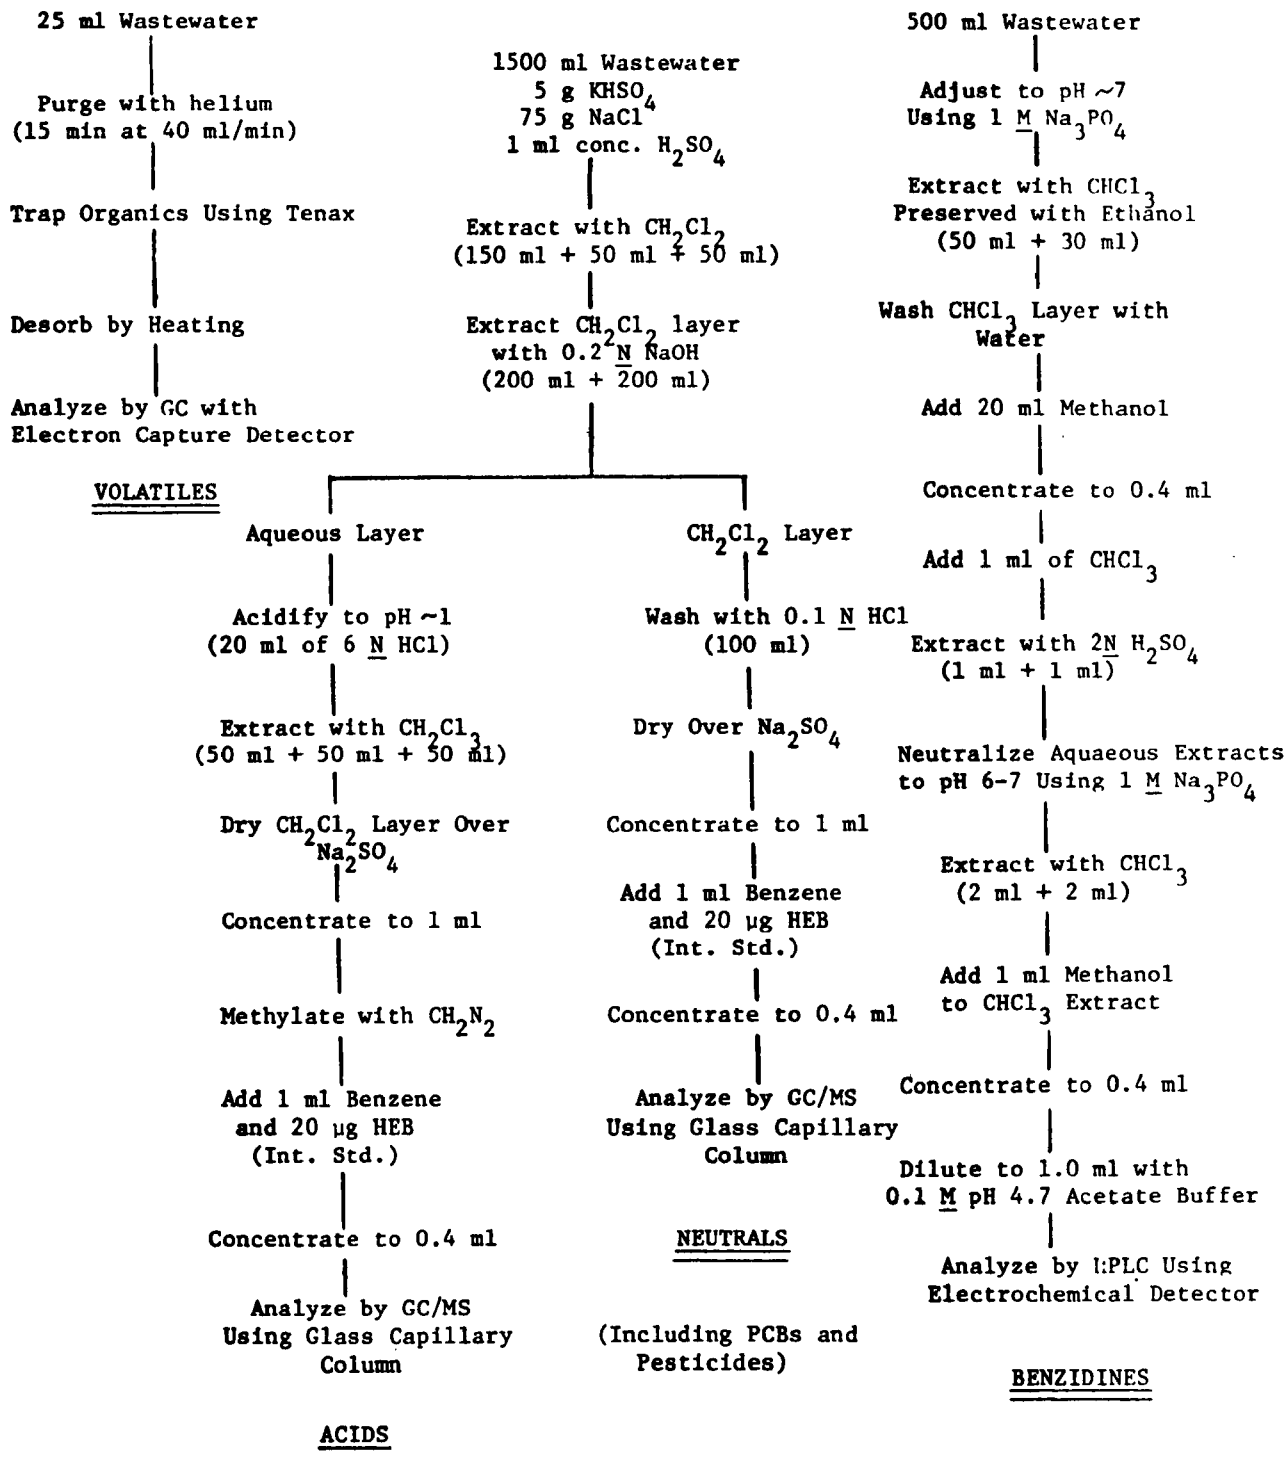 25 ml Wastewater
Purge with helium
(15 min at 40 ml/min)
Trap Organics Using Tenax
Desorb by Heating
Analyze by GC with
Electron Capture Detector
VOLATILES
1500 ml Wastewater
5 g KHSO4
75 g NaCl
1 ml conc. H2SO4
Extract with CH2Cl2
(150 ml + 50 ml + 50 ml)
Extract CH2Cl2 layer
with 0.2 N NaOH
(200 ml + 200 ml)
Aqueous Layer
Acidify to pH ~1
(20 ml of 6 N HCl)
Extract with CH2Cl3
(50 ml + 50 ml + 50 ml)
Dry CH2Cl2 Layer Over
Na2SO4
Concentrate to 1 ml
Methylate with CH2N2
Add 1 ml Benzene
and 20 µg HEB
(Int. Std.)
Concentrate to 0.4 ml
Analyze by GC/MS
Using Glass Capillary
Column
ACIDS
CH2Cl2 Layer
Wash with 0.1 N HCl
(100 ml)
Dry Over Na2SO4
Concentrate to 1 ml
Add 1 ml Benzene
and 20 µg HEB
(Int. Std.)
Concentrate to 0.4 ml
Analyze by GC/MS
Using Glass Capillary
Column
NEUTRALS
(Including PCBs and
Pesticides)
500 ml Wastewater
Adjust to pH ~7
Using 1 M Na3PO4
Extract with CHCl3
Preserved with Ethanol
(50 ml + 30 ml)
Wash CHCl3 Layer with
Water
Add 20 ml Methanol
Concentrate to 0.4 ml
Add 1 ml of CHCl3
Extract with 2N H2SO4
(1 ml + 1 ml)
Neutralize Aquaeous Extracts
to pH 6-7 Using 1 M Na3PO4
Extract with CHCl3
(2 ml + 2 ml)
Add 1 ml Methanol
to CHCl3 Extract
Concentrate to 0.4 ml
Dilute to 1.0 ml with
0.1 M pH 4.7 Acetate Buffer
Analyze by HPLC Using
Electrochemical Detector
BENZIDINES